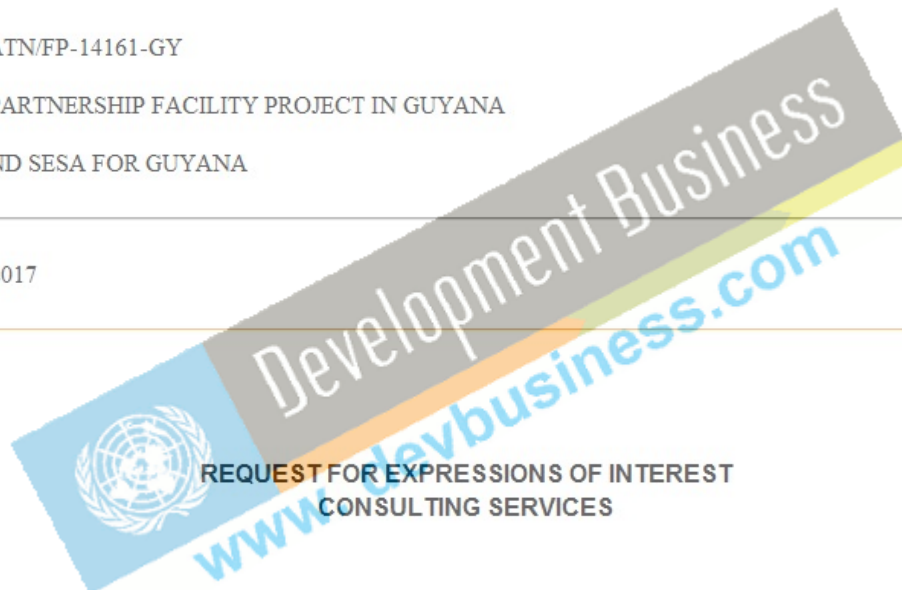 ATN/FP-14161-GY
PARTNERSHIP FACILITY PROJECT IN GUYANA
ND SESA FOR GUYANA
017
Development Business
www.devbusiness.com
REQUEST FOR EXPRESSIONS OF INTEREST
CONSULTING SERVICES